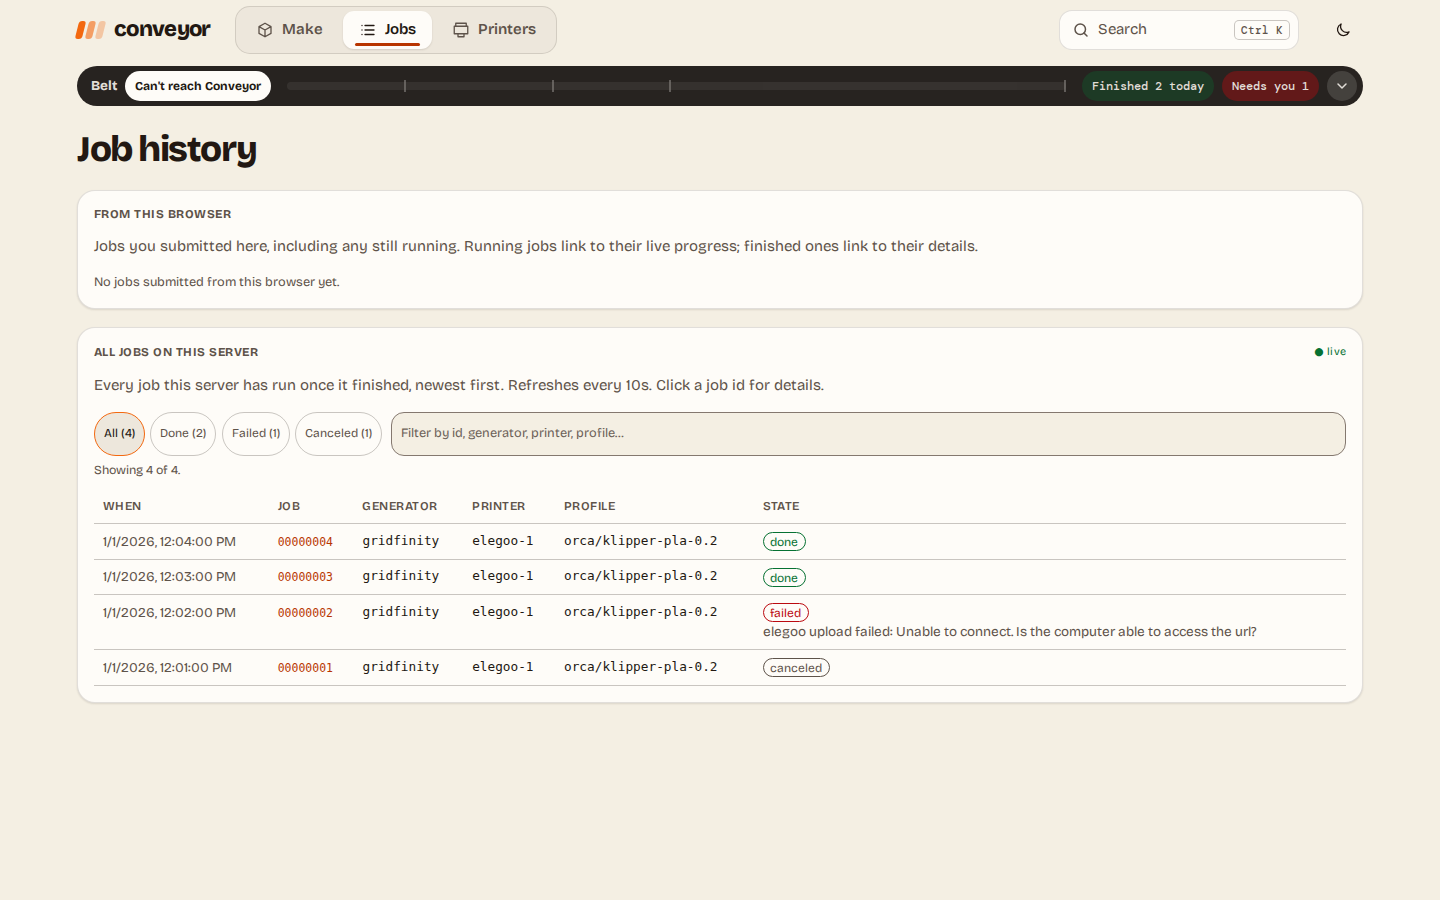 conveyor
Make
Jobs
Printers
Search
Ctrl K
Belt
Can't reach Conveyor
Finished 2 today
Needs you 1
Job history
FROM THIS BROWSER
Jobs you submitted here, including any still running. Running jobs link to their live progress; finished ones link to their details.
No jobs submitted from this browser yet.
ALL JOBS ON THIS SERVER
live
Every job this server has run once it finished, newest first. Refreshes every 10s. Click a job id for details.
All (4)
Done (2)
Failed (1)
Canceled (1)
Filter by id, generator, printer, profile...
Showing 4 of 4.
WHEN JOB GENERATOR PRINTER PROFILE STATE
1/1/2026, 12:04:00 PM 00000004 gridfinity elegoo-1 orca/klipper-pla-0.2 done
1/1/2026, 12:03:00 PM 00000003 gridfinity elegoo-1 orca/klipper-pla-0.2 done
1/1/2026, 12:02:00 PM 00000002 gridfinity elegoo-1 orca/klipper-pla-0.2 failed
elegoo upload failed: Unable to connect. Is the computer able to access the url?
1/1/2026, 12:01:00 PM 00000001 gridfinity elegoo-1 orca/klipper-pla-0.2 canceled